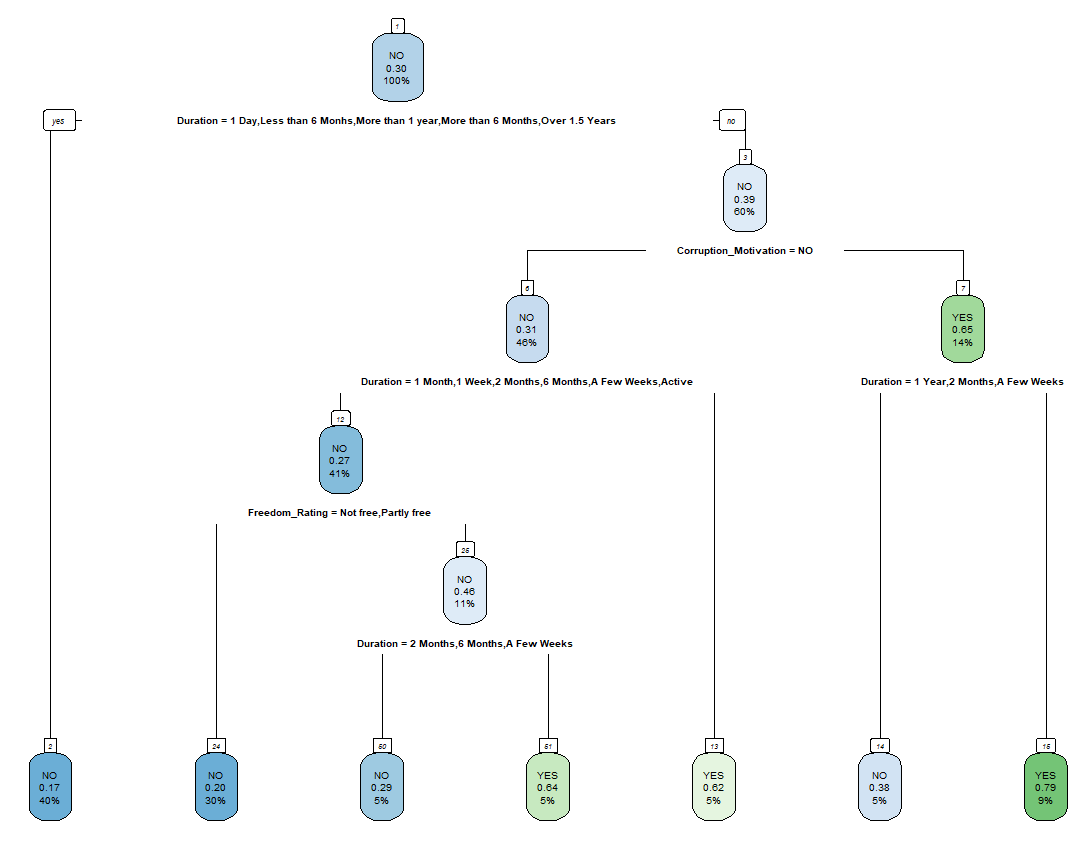 1
NO
0.30
100%
yes
Duration = 1 Day,Less than 6 Monhs,More than 1 year,More than 6 Months,Over 1.5 Years
no
3
NO
0.39
60%
Corruption_Motivation = NO
6
NO
0.31
46%
7
YES
0.65
14%
Duration = 1 Month,1 Week,2 Months,6 Months,A Few Weeks,Active
Duration = 1 Year,2 Months,A Few Weeks
12
NO
0.27
41%
Freedom_Rating = Not free,Partly free
25
NO
0.46
11%
Duration = 2 Months,6 Months,A Few Weeks
2
NO
0.17
40%
24
NO
0.20
30%
50
NO
0.29
5%
51
YES
0.64
5%
13
YES
0.62
5%
14
NO
0.38
5%
15
YES
0.79
9%